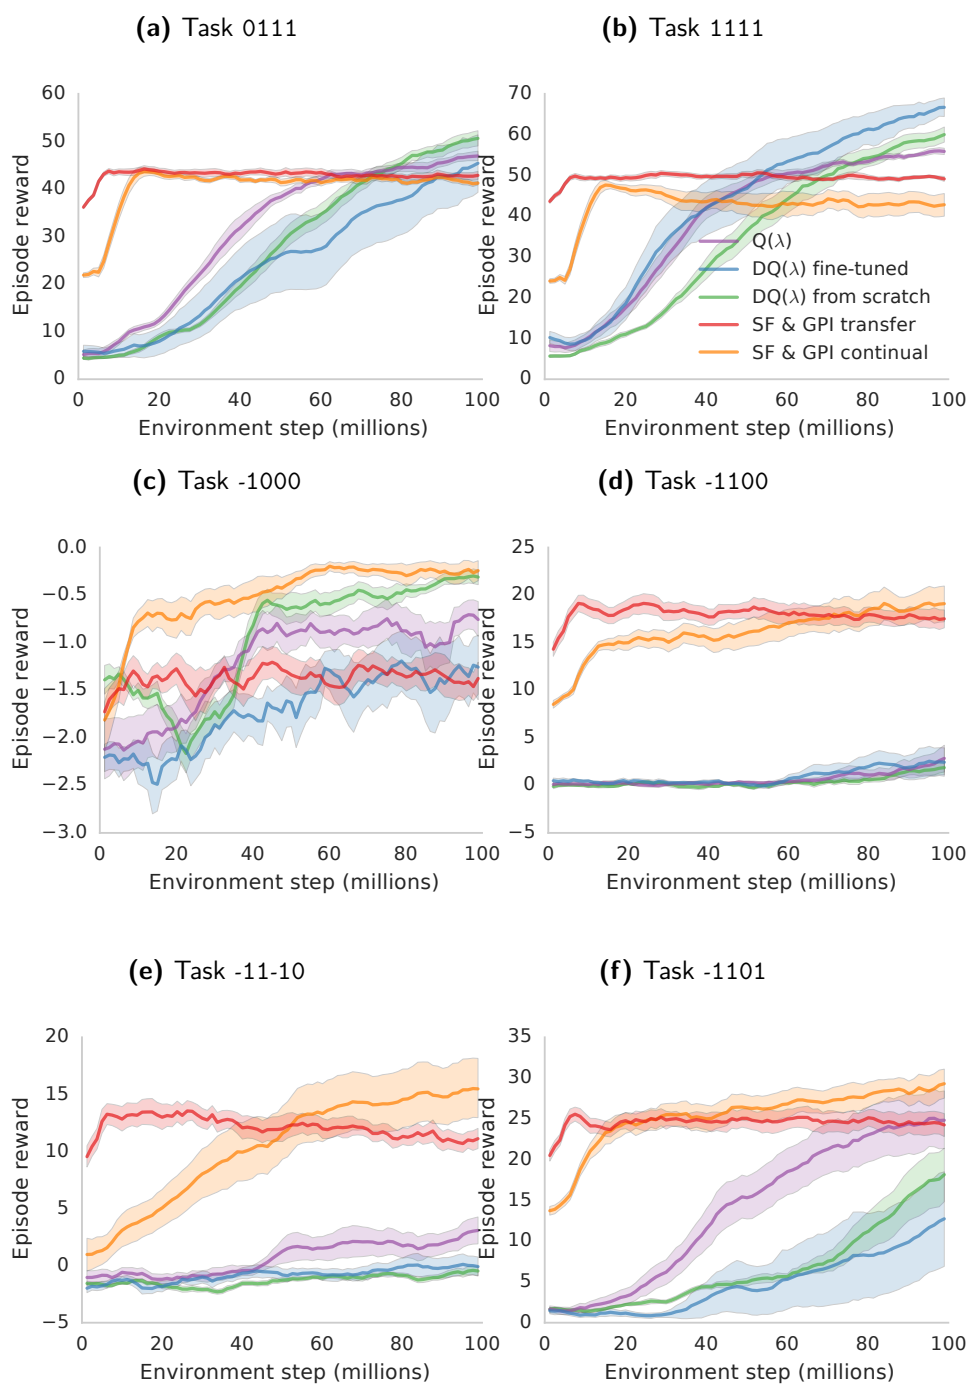 (a) Task 0111
(b) Task 1111
60
50
40
30
20
10
0
Episode reward
0 20 40 60 80 100
Environment step (millions)
70
60
50
40
30
20
10
0
Episode reward
Q(λ)
DQ(λ) fine-tuned
DQ(λ) from scratch
SF & GPI transfer
SF & GPI continual
0 20 40 60 80 100
Environment step (millions)
(c) Task -1000
(d) Task -1100
0.0
−0.5
−1.0
−1.5
−2.0
−2.5
−3.0
Episode reward
0 20 40 60 80 100
Environment step (millions)
25
20
15
10
5
0
−5
Episode reward
0 20 40 60 80 100
Environment step (millions)
(e) Task -11-10
(f) Task -1101
20
15
10
5
0
−5
Episode reward
0 20 40 60 80 100
Environment step (millions)
35
30
25
20
15
10
5
0
Episode reward
0 20 40 60 80 100
Environment step (millions)